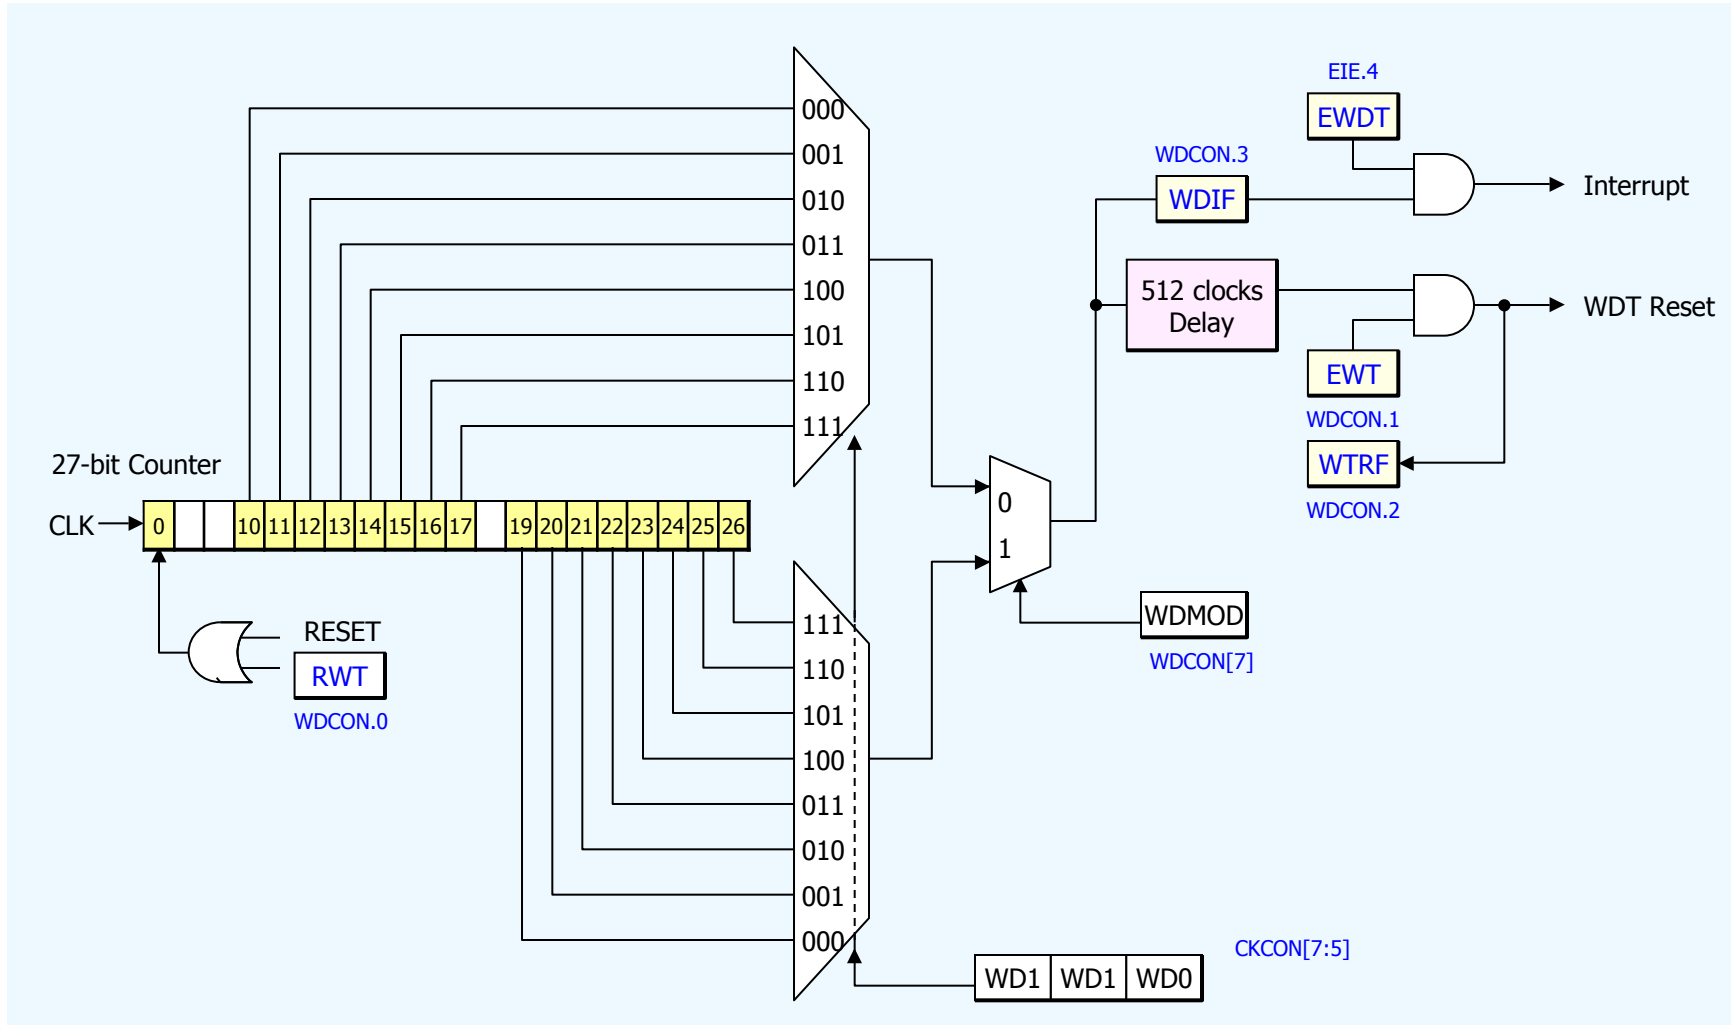 EIE.4
EWDT
WDCON.3
WDIF
Interrupt
000
001
010
011
100
101
110
111
512 clocks
Delay
WDT Reset
EWT
WDCON.1
WTRF
WDCON.2
27-bit Counter
CLK
0
10 11 12 13 14 15 16 17
19 20 21 22 23 24 25 26
0
1
RESET
RWT
WDCON.0
WDMOD
WDCON[7]
111
110
101
100
011
010
001
000
CKCON[7:5]
WD1 WD1 WD0